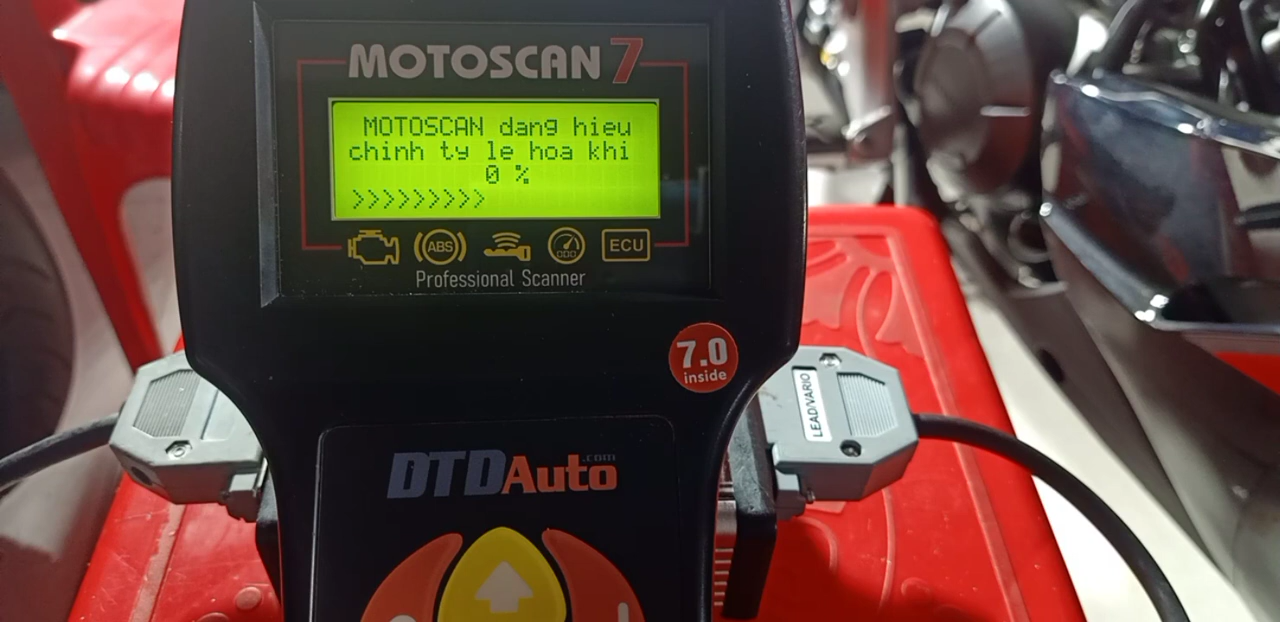 MOTOSCAN 7
MOTOSCAN dang hieu
chinh ty le hoa khi
0 %
>>>>>>>>>
ABS
ECU
Professional Scanner
7.0
inside
LEAD/VARIO
DTDAuto.com